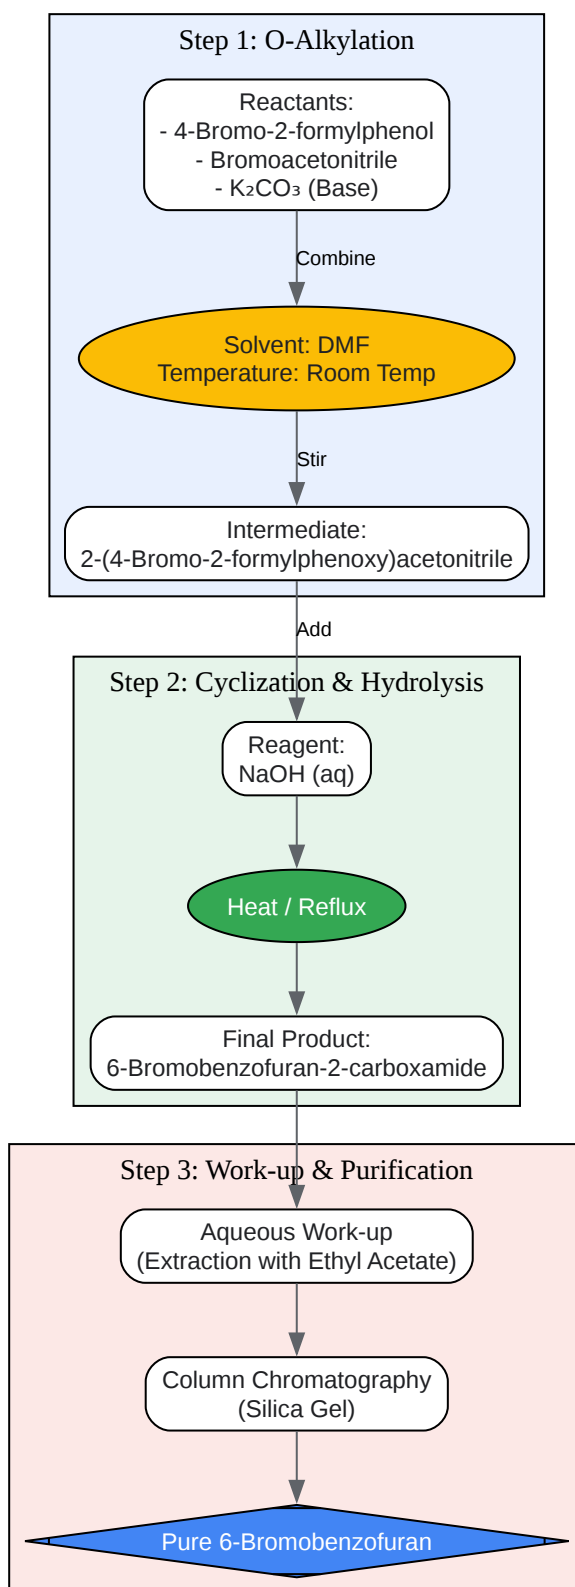 Step 1: O-Alkylation
Reactants:
- 4-Bromo-2-formylphenol
- Bromoacetonitrile
- K₂CO₃ (Base)
Combine
Solvent: DMF
Temperature: Room Temp
Stir
Intermediate:
2-(4-Bromo-2-formylphenoxy)acetonitrile
Add
Step 2: Cyclization & Hydrolysis
Reagent:
NaOH (aq)
Heat / Reflux
Final Product:
6-Bromobenzofuran-2-carboxamide
Step 3: Work-up & Purification
Aqueous Work-up
(Extraction with Ethyl Acetate)
Column Chromatography
(Silica Gel)
Pure 6-Bromobenzofuran